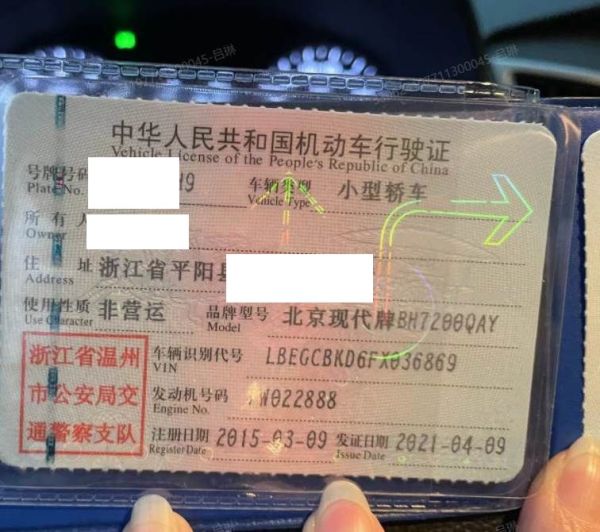 中华人民共和国机动车行驶证
Vehicle License of the People's Republic of China
号牌号码 N9 车辆类型 小型轿车
Plate No. Vehicle Type
所有人
Owner
住址 浙江省平阳县
Address
使用性质 非营运 品牌型号 北京现代牌BH7200QAY
Use Character Model
浙江省温州
市公安局交
通警察支队
车辆识别代号 LBEGCBKD6FX036869
VIN
发动机号码 FW022888
Engine No.
注册日期 2015-03-09 发证日期 2021-04-09
Register Date Issue Date